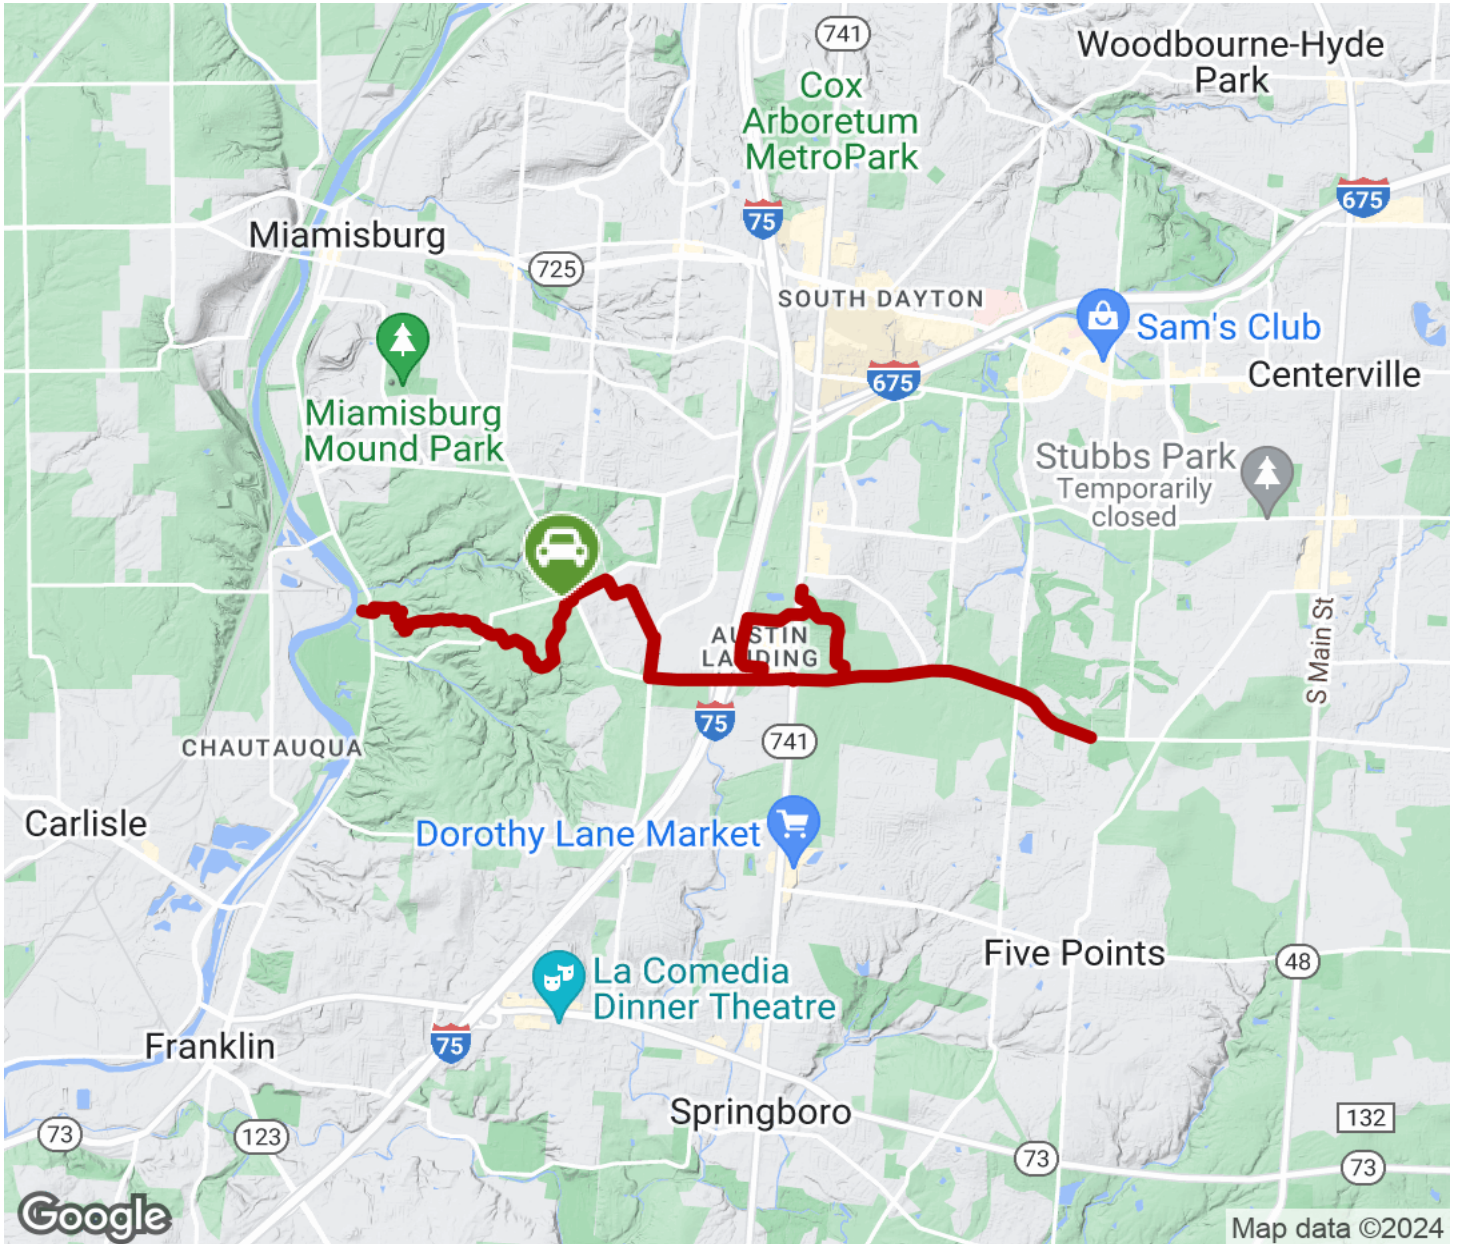 741
Woodbourne-Hyde
Park
Cox
Arboretum
MetroPark
675
75
Miamisburg
725
SOUTH DAYTON
Sam's Club
675
Centerville
Miamisburg
Mound Park
Stubbs Park
Temporarily
closed
AUSTIN
LANDING
S Main St
75
741
CHAUTAUQUA
Carlisle
Dorothy Lane Market
Five Points
48
La Comedia
Dinner Theatre
Franklin
75
Springboro
132
73
123
73
73
Google
Map data ©2024